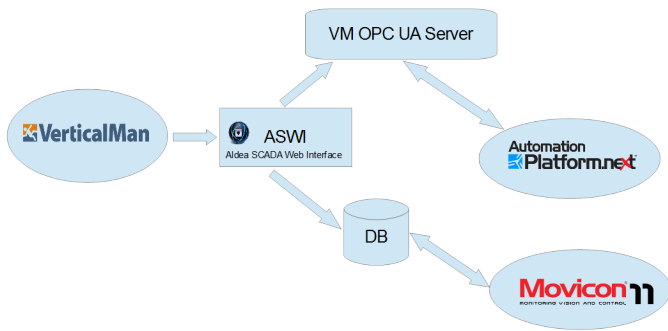 VM OPC UA Server
VerticalMan
ASWI
Aldea SCADA Web Interface
Automation
Platform.next
DB
Movicon 11
MONITORING VISION AND CONTROL